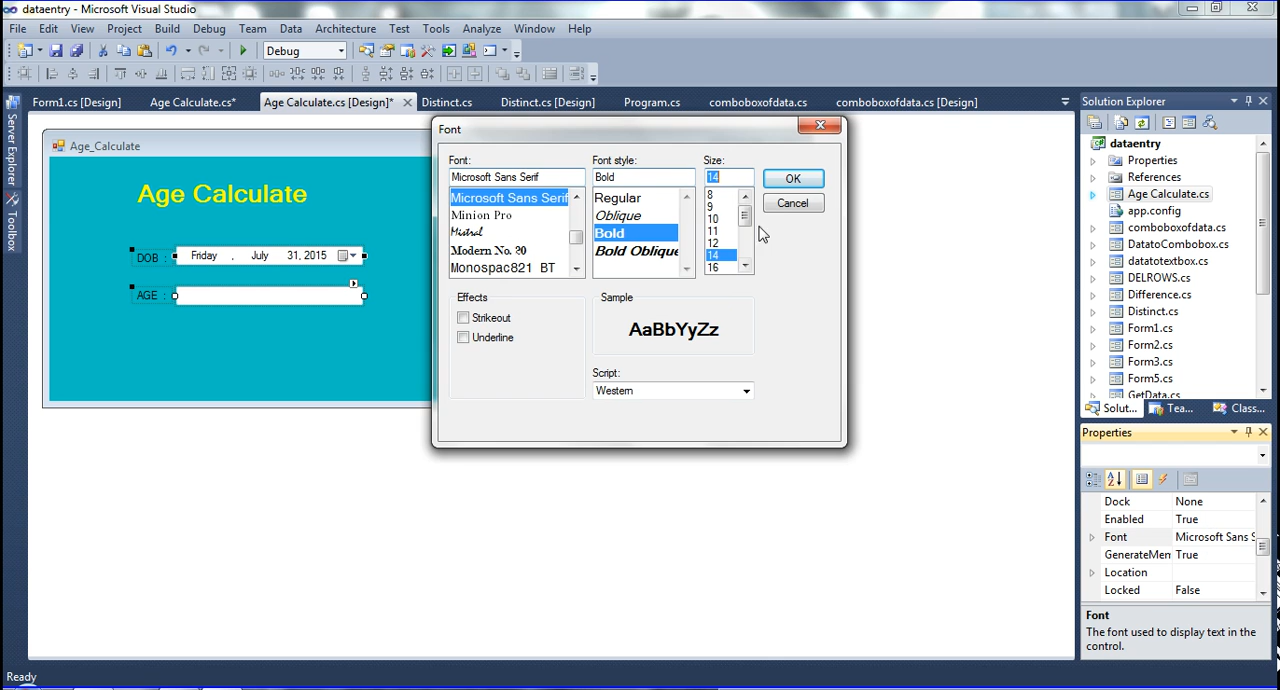 dataentry - Microsoft Visual Studio
File Edit View Project Build Debug Team Data Architecture Test Tools Analyze Window Help
Debug
Form1.cs [Design] Age Calculate.cs* Age Calculate.cs [Design]* Distinct.cs Distinct.cs [Design] Program.cs comboboxofdata.cs comboboxofdata.cs [Design]
Server Explorer
Toolbox
Age_Calculate
Age Calculate
DOB : Friday , July 31, 2015
AGE :
Font
Font: Font style: Size:
Microsoft Sans Serif Bold 14
Microsoft Sans Serif
Minion Pro
Mistral
Modern No. 20
Monospac821 BT
Regular
Oblique
Bold
Bold Oblique
8
9
10
11
12
14
16
OK
Cancel
Effects
Strikeout
Underline
Sample
AaBbYyZz
Script:
Western
Solution Explorer
dataentry
Properties
References
Age Calculate.cs
app.config
comboboxofdata.cs
DatatoCombobox.cs
datatotextbox.cs
DELROWS.cs
Difference.cs
Distinct.cs
Form1.cs
Form2.cs
Form3.cs
Form5.cs
GetData.cs
Solut... Tea... Class...
Properties
Dock None
Enabled True
Font Microsoft Sans S
GenerateMem True
Location
Locked False
Font
The font used to display text in the
control.
Ready